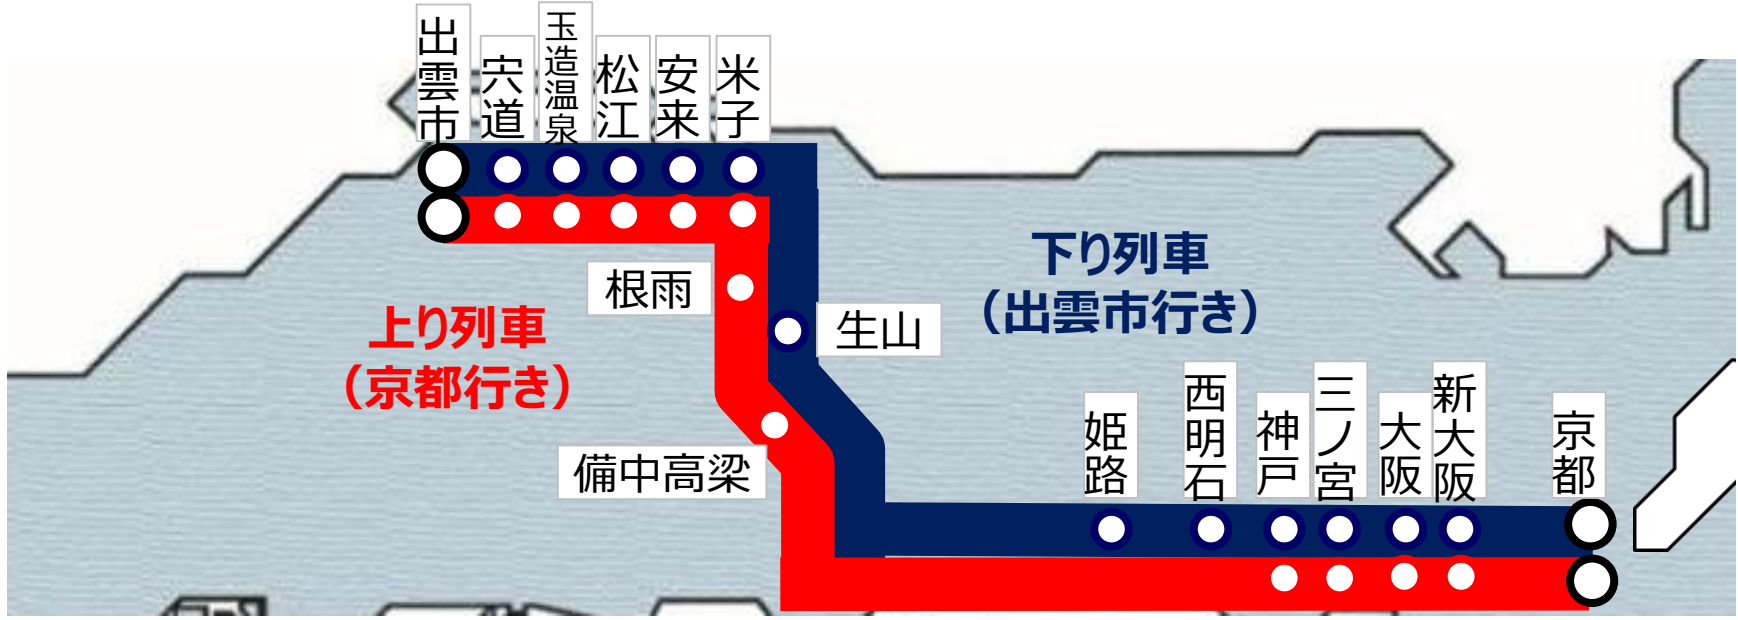 出雲市
宍道
玉造温泉
松江
安来
米子
根雨
生山
下り列車
（出雲市行き）
上り列車
（京都行き）
備中高梁
姫路
西明石
神戸
三ノ宮
大阪
新大阪
京都